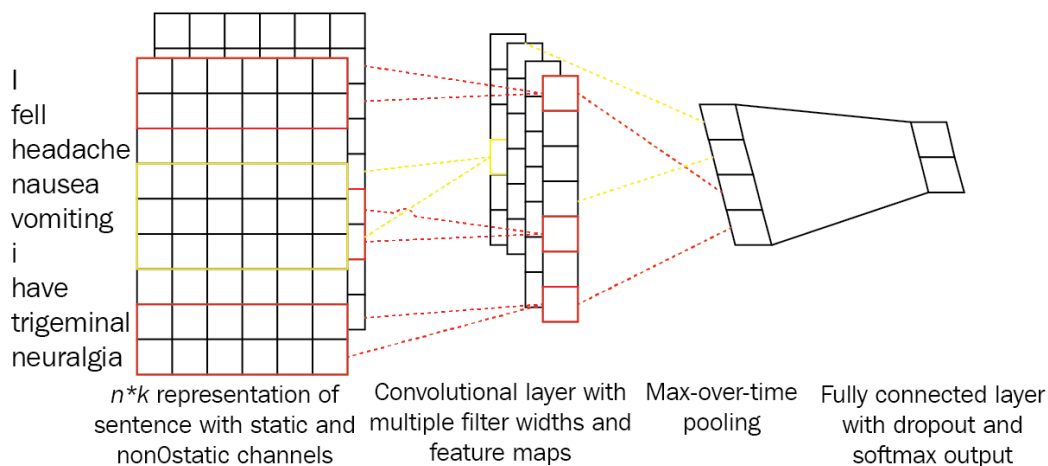 I
fell
headache
nausea
vomiting
i
have
trigeminal
neuralgia
n*k representation of
sentence with static and
non0static channels
Convolutional layer with
multiple filter widths and
feature maps
Max-over-time
pooling
Fully connected layer
with dropout and
softmax output